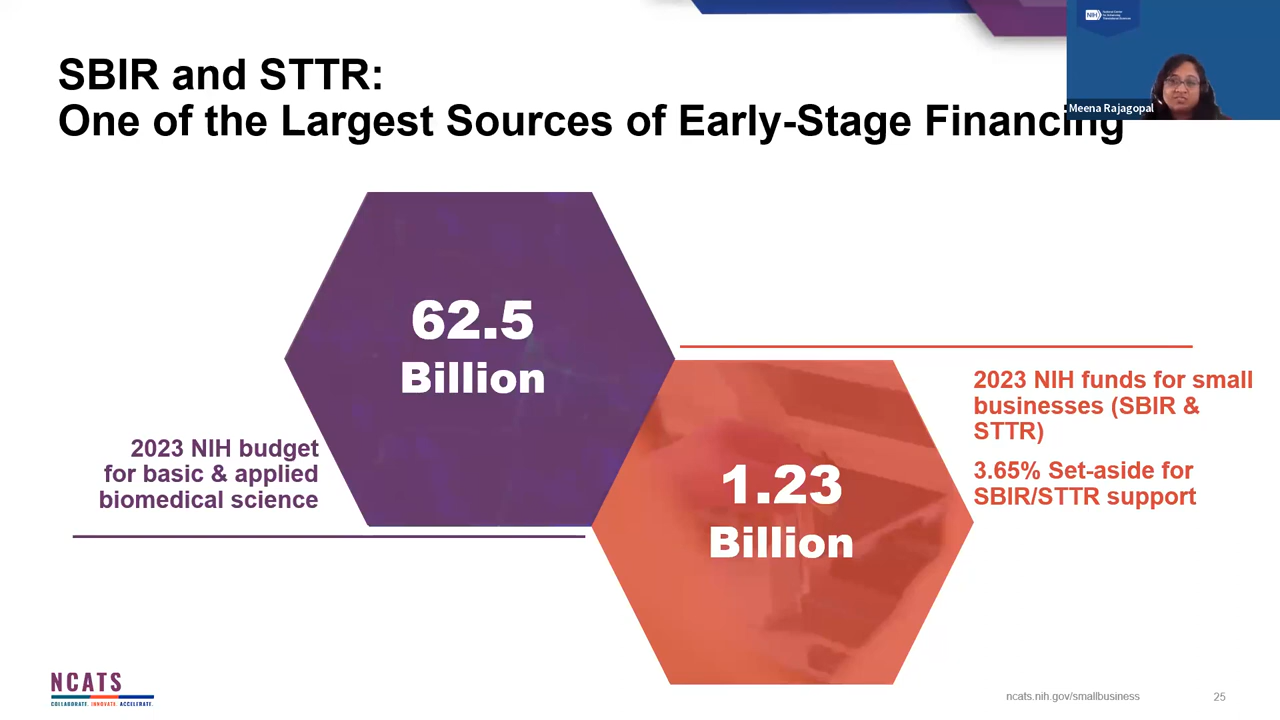 SBIR and STTR:
One of the Largest Sources of Early-Stage Financing
NIH
Meena Rajagopal
62.5
Billion
2023 NIH budget
for basic & applied
biomedical science
1.23
Billion
2023 NIH funds for small
businesses (SBIR &
STTR)
3.65% Set-aside for
SBIR/STTR support
NCATS
COLLABORATE. INNOVATE. ACCELERATE.
ncats.nih.gov/smallbusiness
25